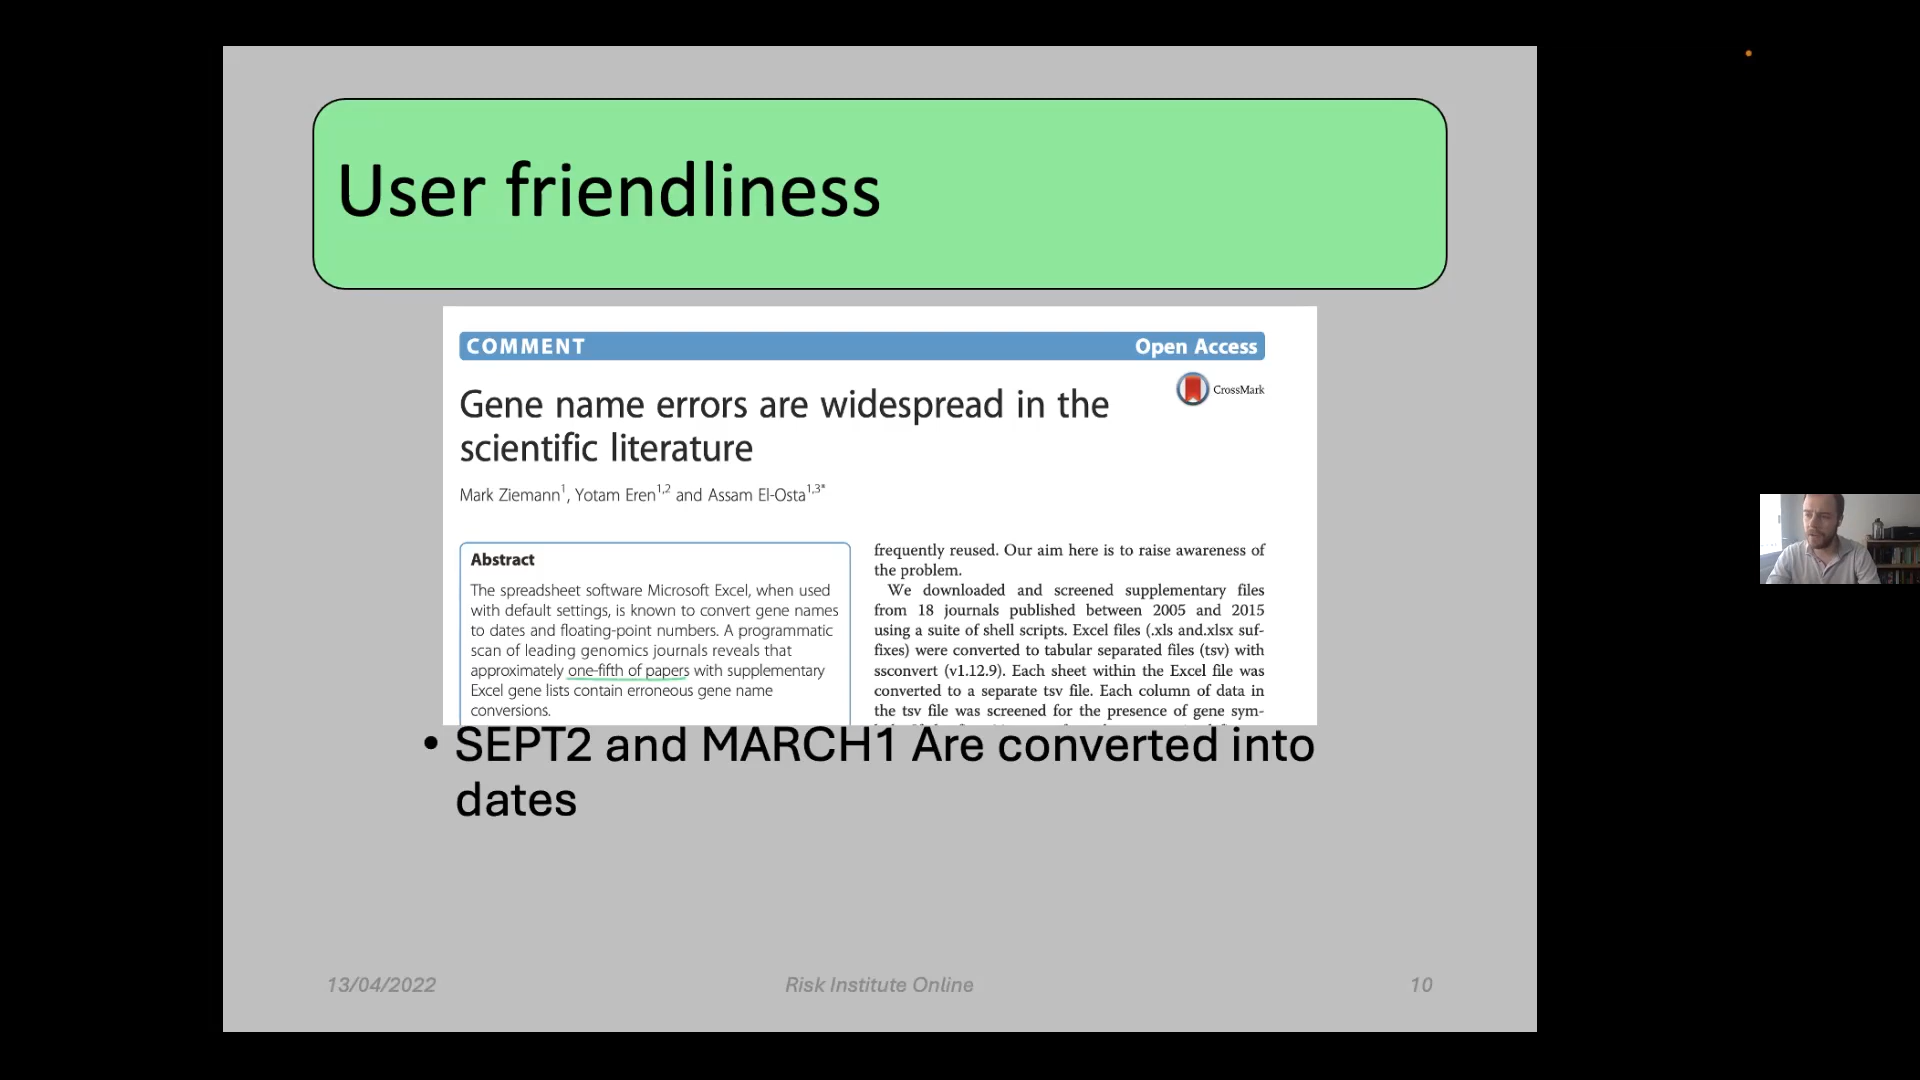 User friendliness
COMMENT Open Access
CrossMark
Gene name errors are widespread in the
scientific literature
Mark Ziemann1, Yotam Eren1,2 and Assam El-Osta1,3*
Abstract
The spreadsheet software Microsoft Excel, when used
with default settings, is known to convert gene names
to dates and floating-point numbers. A programmatic
scan of leading genomics journals reveals that
approximately one-fifth of papers with supplementary
Excel gene lists contain erroneous gene name
conversions.
frequently reused. Our aim here is to raise awareness of
the problem.
We downloaded and screened supplementary files
from 18 journals published between 2005 and 2015
using a suite of shell scripts. Excel files (.xls and.xlsx suf-
fixes) were converted to tabular separated files (tsv) with
ssconvert (v1.12.9). Each sheet within the Excel file was
converted to a separate tsv file. Each column of data in
the tsv file was screened for the presence of gene sym-
• SEPT2 and MARCH1 Are converted into
dates
13/04/2022 Risk Institute Online 10